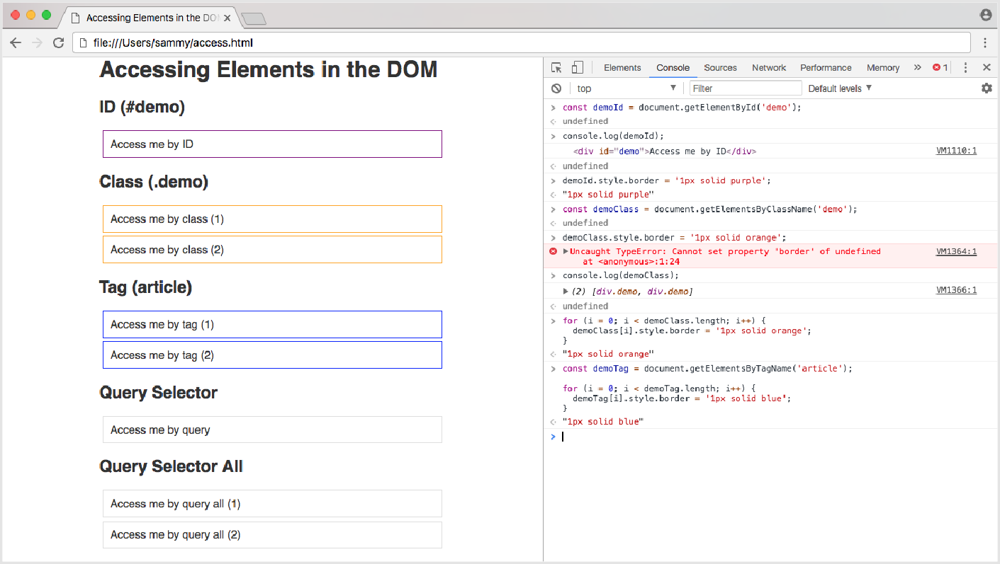 Accessing Elements in the DO
file:///Users/sammy/access.html
Accessing Elements in the DOM
ID (#demo)
Access me by ID
Class (.demo)
Access me by class (1)
Access me by class (2)
Tag (article)
Access me by tag (1)
Access me by tag (2)
Query Selector
Access me by query
Query Selector All
Access me by query all (1)
Access me by query all (2)
Elements Console Sources Network Performance Memory » 1
top Filter Default levels
> const demoId = document.getElementById('demo');
undefined
> console.log(demoId);
<div id="demo">Access me by ID</div> VM1110:1
undefined
> demoId.style.border = '1px solid purple';
"1px solid purple"
> const demoClass = document.getElementsByClassName('demo');
undefined
> demoClass.style.border = '1px solid orange';
Uncaught TypeError: Cannot set property 'border' of undefined VM1364:1
at <anonymous>:1:24
> console.log(demoClass);
(2) [div.demo, div.demo] VM1366:1
undefined
> for (i = 0; i < demoClass.length; i++) {
demoClass[i].style.border = '1px solid orange';
}
"1px solid orange"
> const demoTag = document.getElementsByTagName('article');
for (i = 0; i < demoTag.length; i++) {
demoTag[i].style.border = '1px solid blue';
}
"1px solid blue"
>